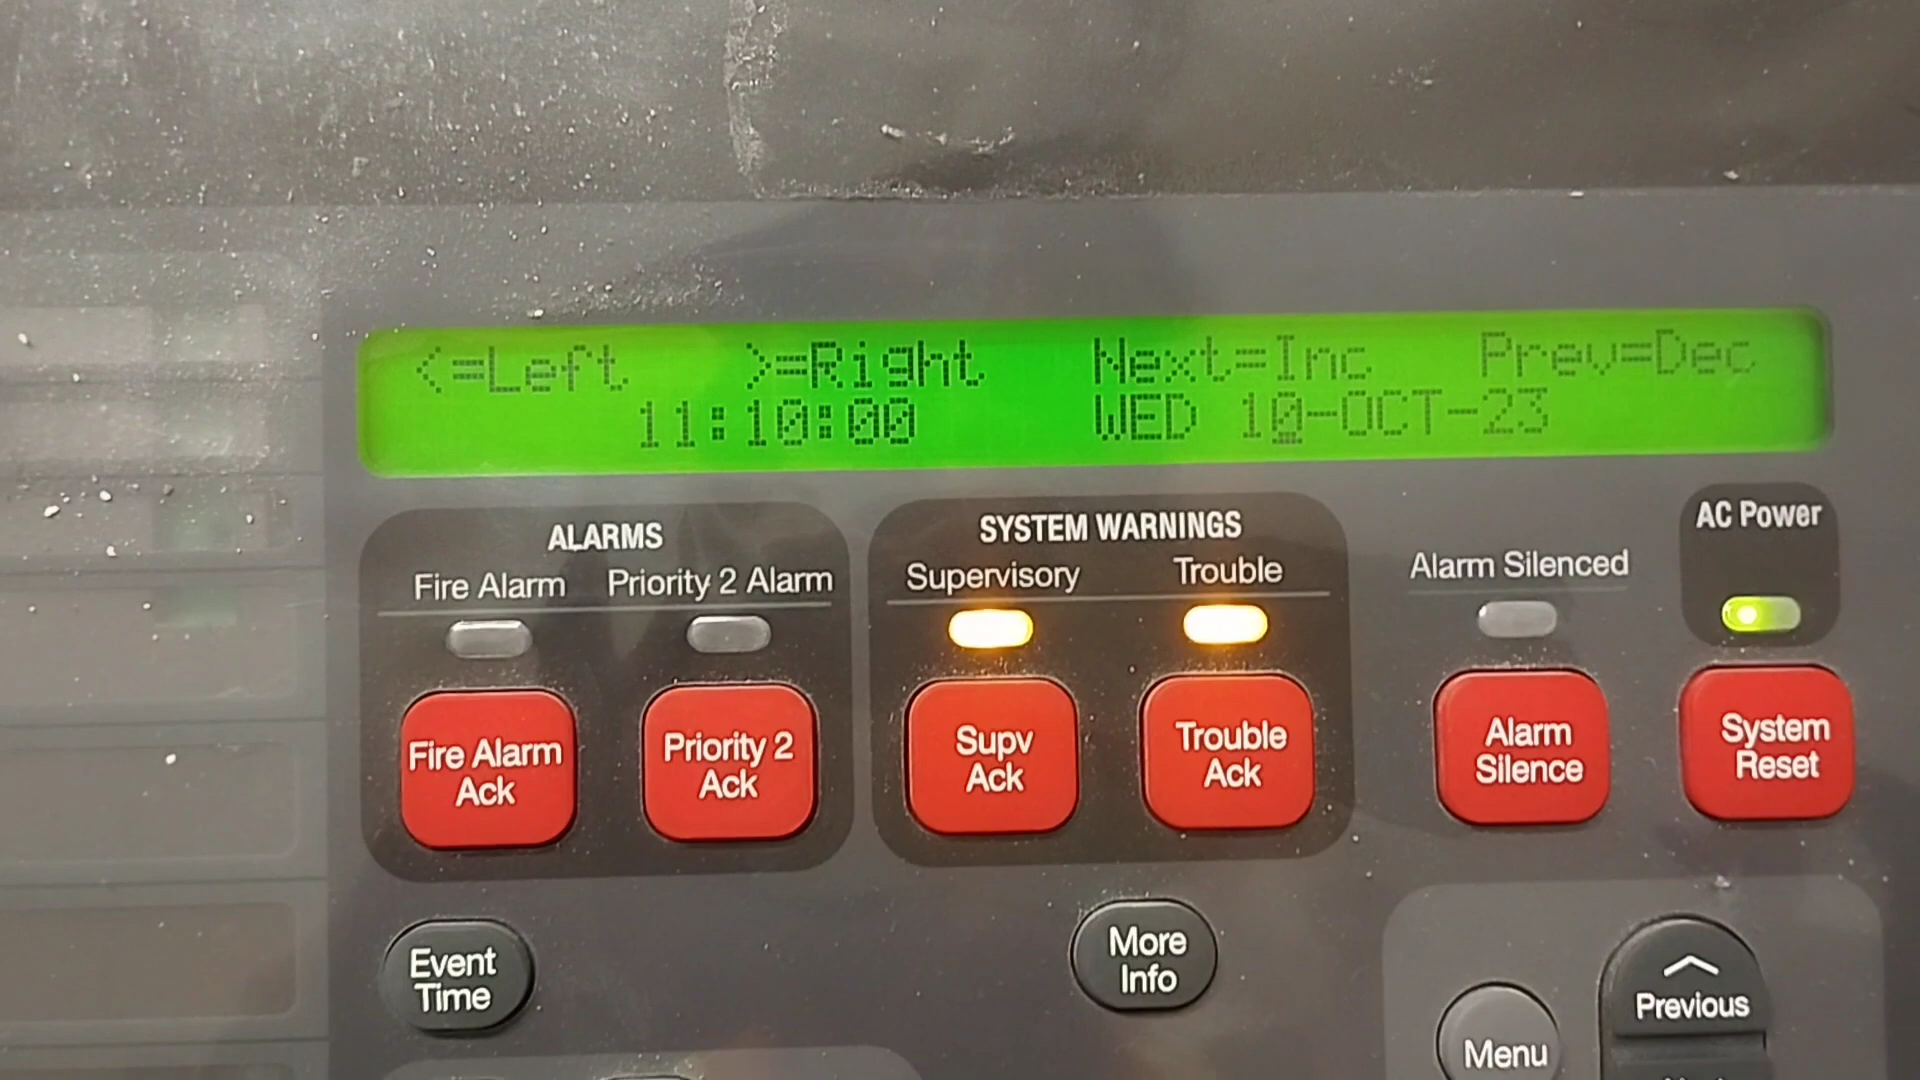 <=Left >=Right Next=Inc Prev=Dec
11:10:00 WED 10-OCT-23
ALARMS
Fire Alarm Priority 2 Alarm
SYSTEM WARNINGS
Supervisory Trouble
Alarm Silenced
AC Power
Fire Alarm
Ack
Priority 2
Ack
Supv
Ack
Trouble
Ack
Alarm
Silence
System
Reset
Event
Time
More
Info
Menu
Previous